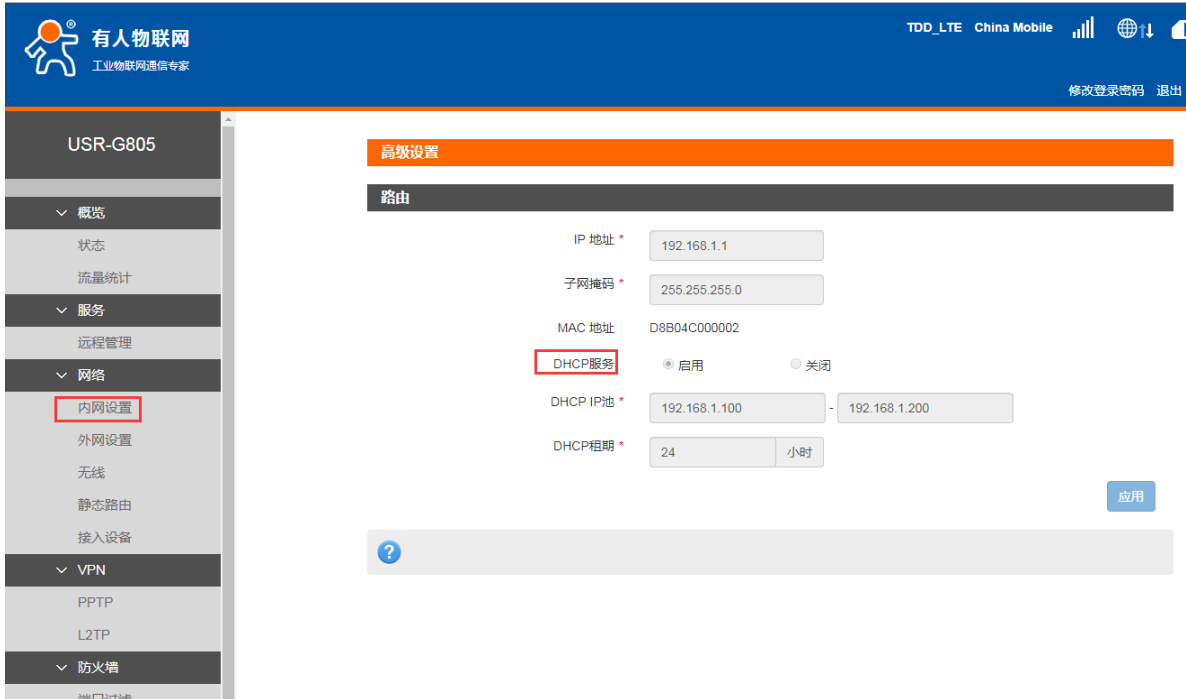 有人物联网
工业物联网通信专家
TDD_LTE China Mobile
修改登录密码 退出
USR-G805
概览
状态
流量统计
服务
远程管理
网络
内网设置
外网设置
无线
静态路由
接入设备
VPN
PPTP
L2TP
防火墙
端口过滤
高级设置
路由
IP 地址 * 192.168.1.1
子网掩码 * 255.255.255.0
MAC 地址 D8B04C000002
DHCP服务 启用 关闭
DHCP IP池 * 192.168.1.100 - 192.168.1.200
DHCP租期 * 24 小时
应用